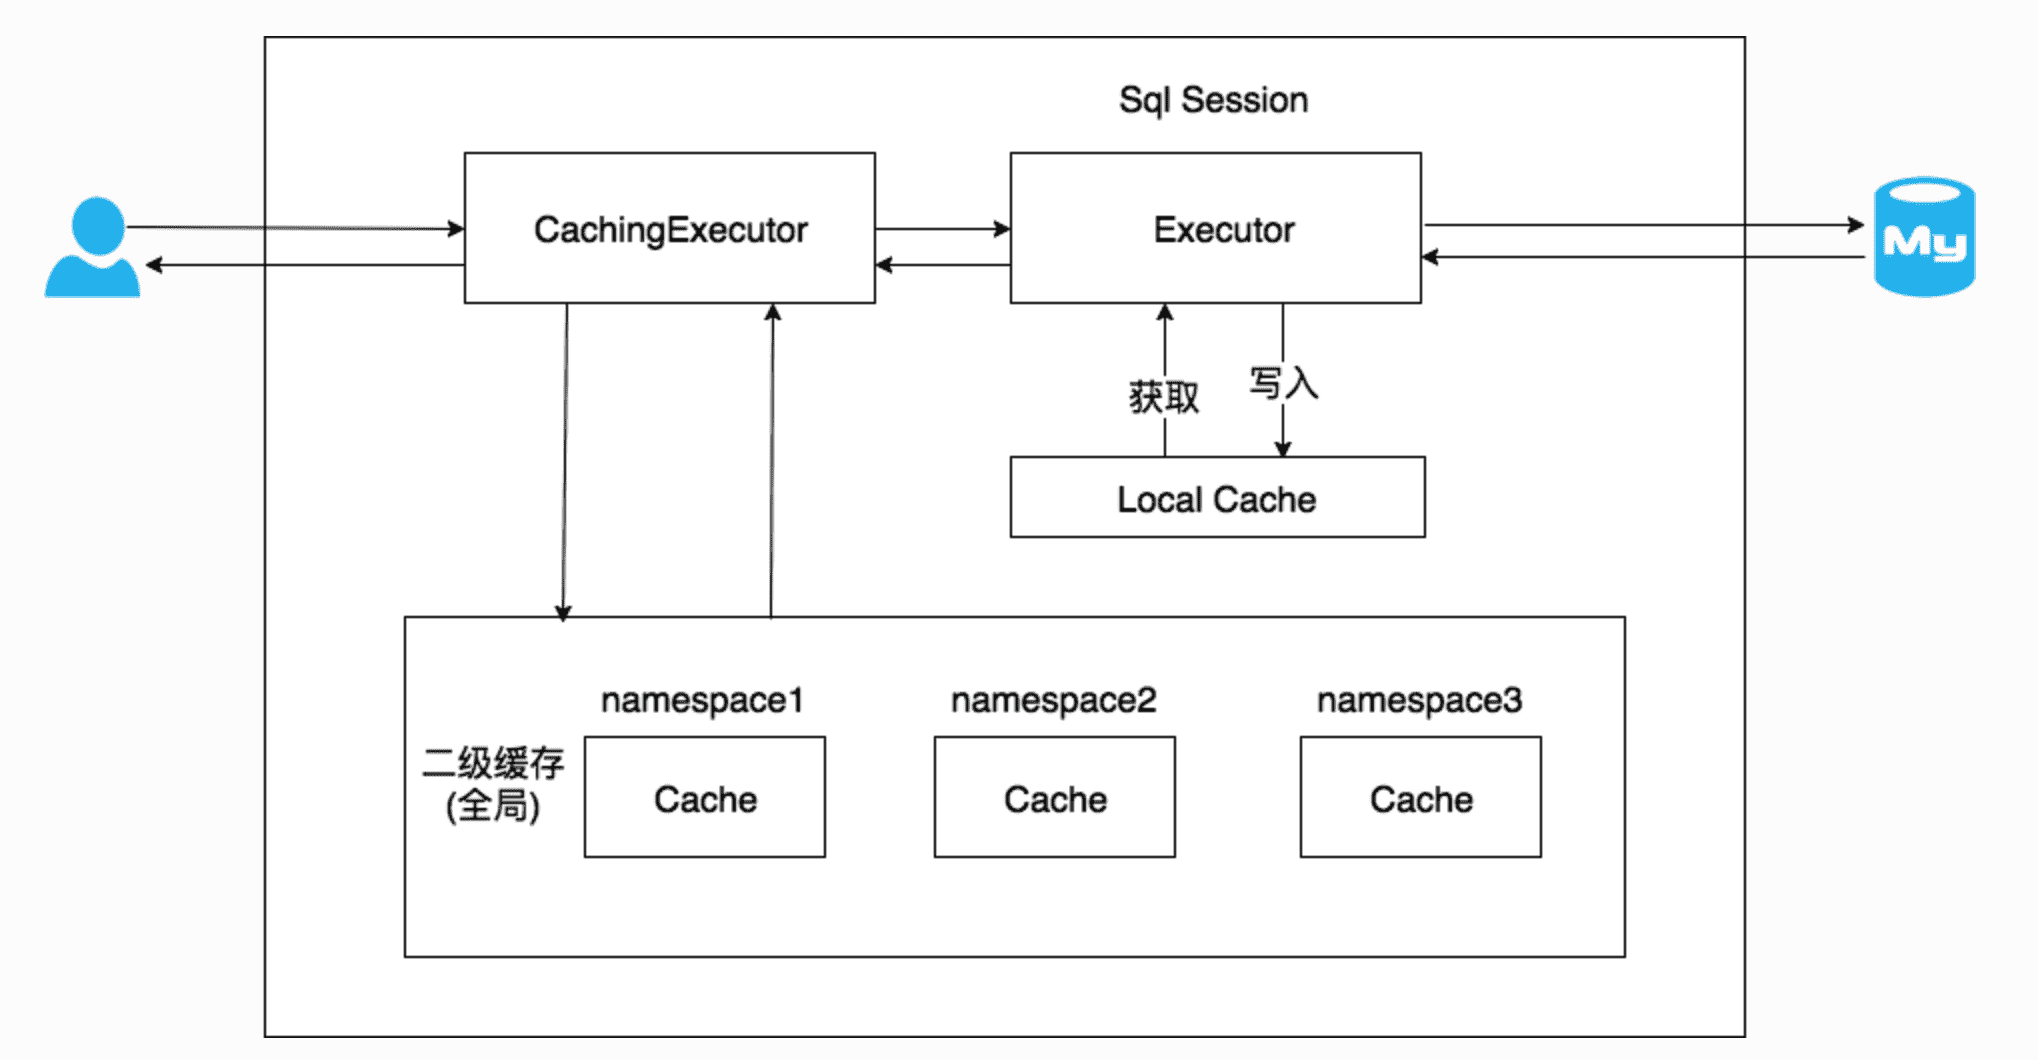 Sql Session
CachingExecutor
Executor
My
获取
写入
Local Cache
namespace1
namespace2
namespace3
二级缓存
(全局)
Cache
Cache
Cache